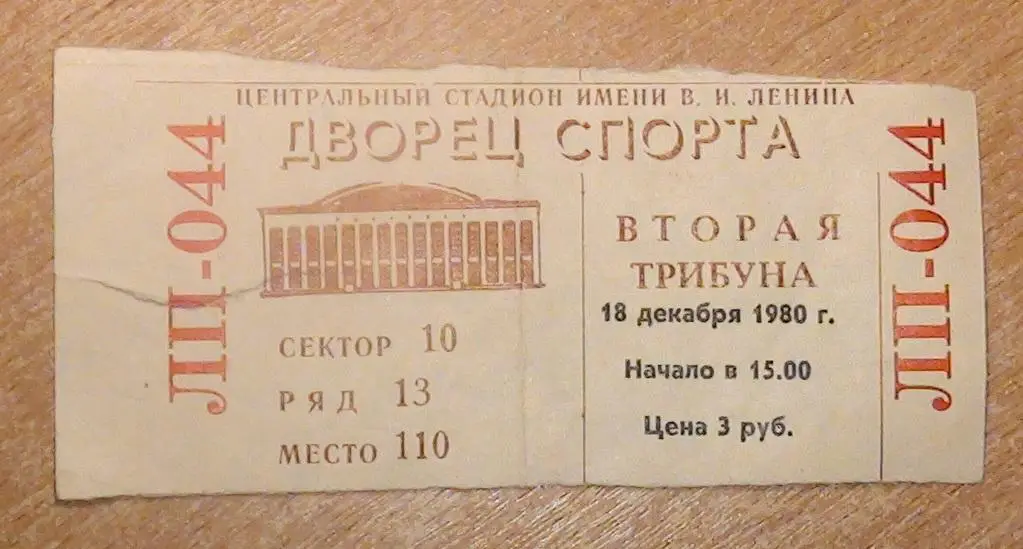 ЦЕНТРАЛЬНЫЙ СТАДИОН ИМЕНИ В. И. ЛЕНИНА
ДВОРЕЦ СПОРТА
ЛП-044
СЕКТОР 10
РЯД 13
МЕСТО 110
ВТОРАЯ
ТРИБУНА
18 декабря 1980 г.
Начало в 15.00
Цена 3 руб.
ЛП-044